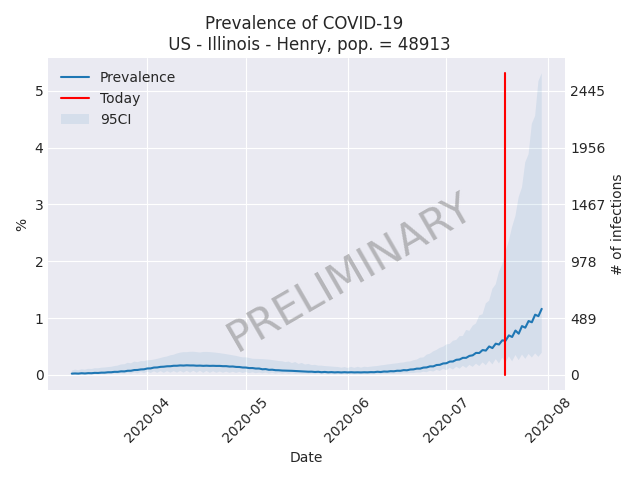 Prevalence of COVID-19
US - Illinois - Henry, pop. = 48913
Prevalence
Today
95CI
5
4
3
2
1
0
%
2445
1956
1467
978
489
0
# of infections
PRELIMINARY
2020-04
2020-05
2020-06
2020-07
2020-08
Date